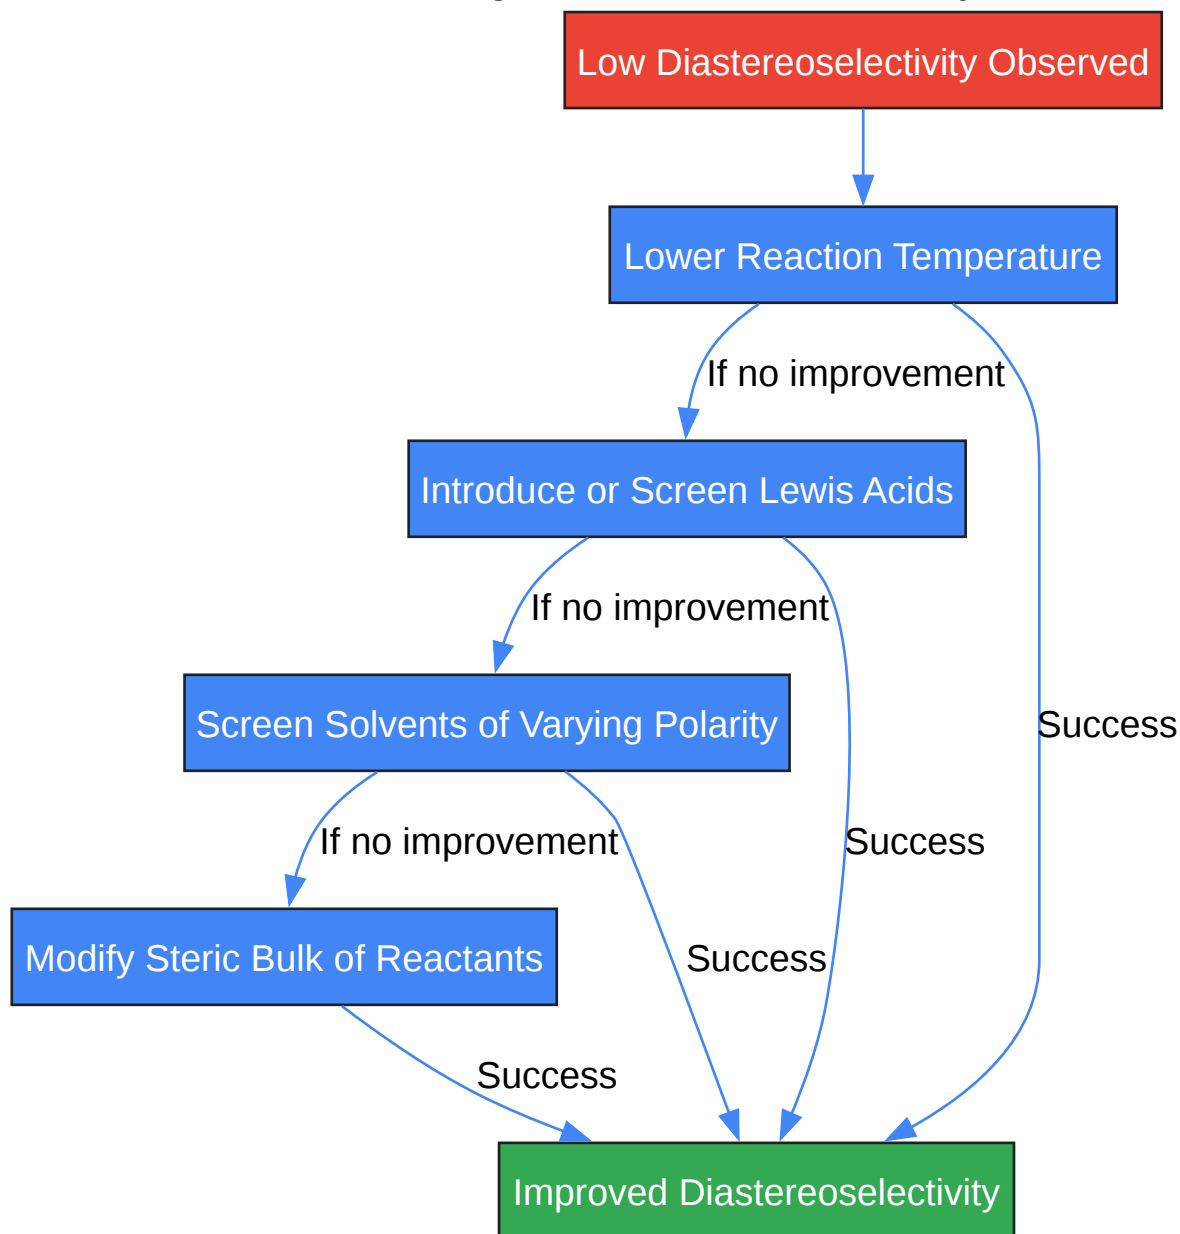 Low Diastereoselectivity Observed
Lower Reaction Temperature
If no improvement
Introduce or Screen Lewis Acids
If no improvement
Screen Solvents of Varying Polarity
Success
If no improvement
Success
Modify Steric Bulk of Reactants
Success
Success
Improved Diastereoselectivity